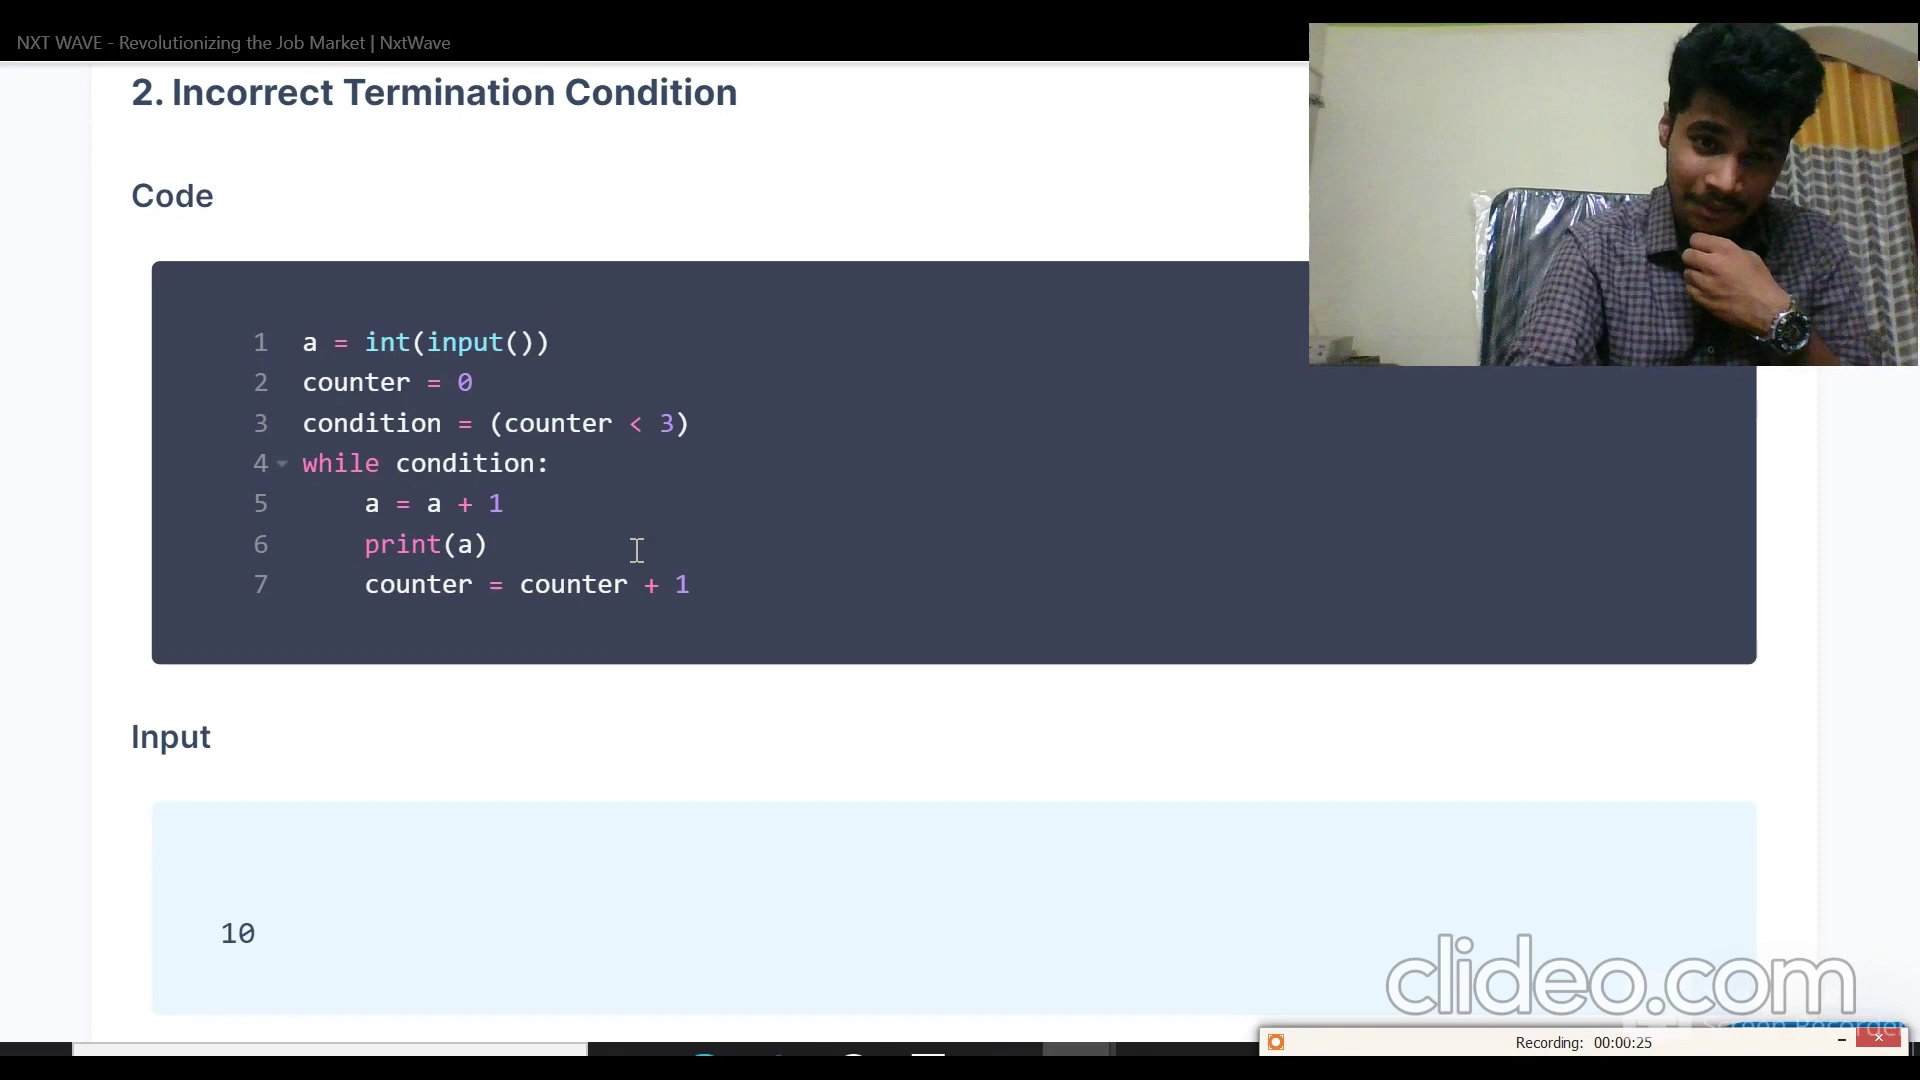 NXT WAVE - Revolutionizing the Job Market | NxtWave
2. Incorrect Termination Condition
Code
1 a = int(input())
2 counter = 0
3 condition = (counter < 3)
4 while condition:
5 a = a + 1
6 print(a)
7 counter = counter + 1
Input
10
clideo.com
Screen Recorder
Recording: 00:00:25